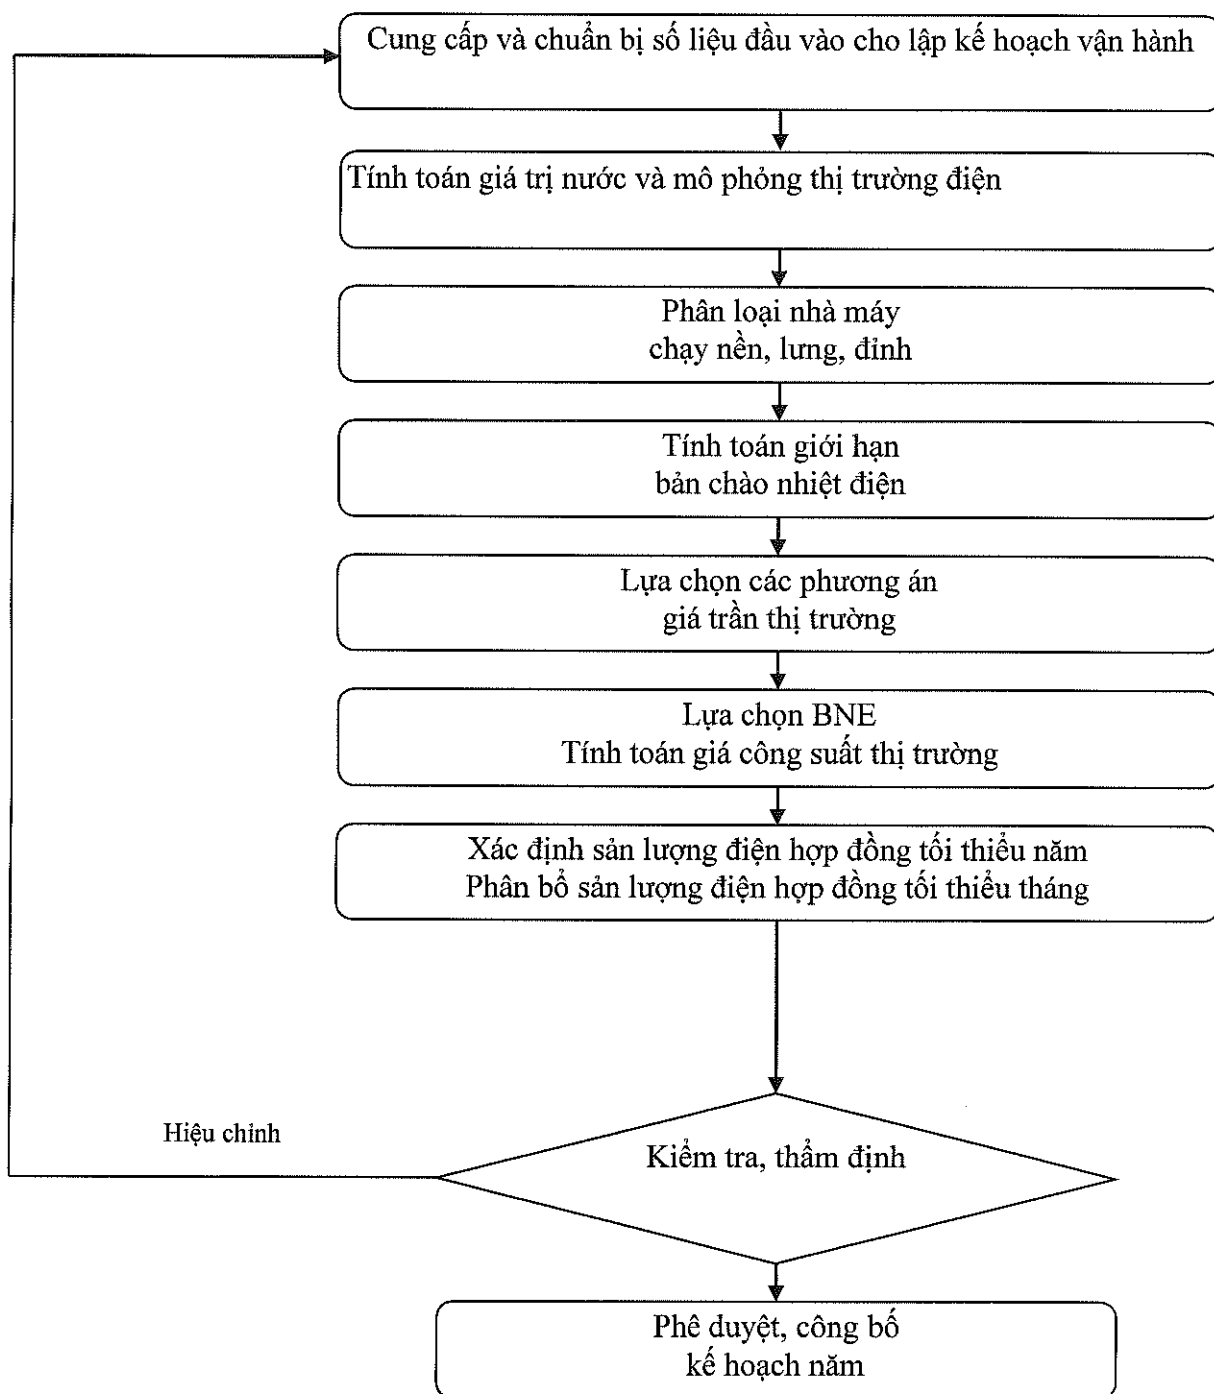 Cung cấp và chuẩn bị số liệu đầu vào cho lập kế hoạch vận hành
Tính toán giá trị nước và mô phỏng thị trường điện
Phân loại nhà máy
chạy nền, lưng, đỉnh
Tính toán giới hạn
bản chào nhiệt điện
Lựa chọn các phương án
giá trần thị trường
Lựa chọn BNE
Tính toán giá công suất thị trường
Xác định sản lượng điện hợp đồng tối thiểu năm
Phân bổ sản lượng điện hợp đồng tối thiểu tháng
Hiệu chỉnh
Kiểm tra, thẩm định
Phê duyệt, công bố
kế hoạch năm